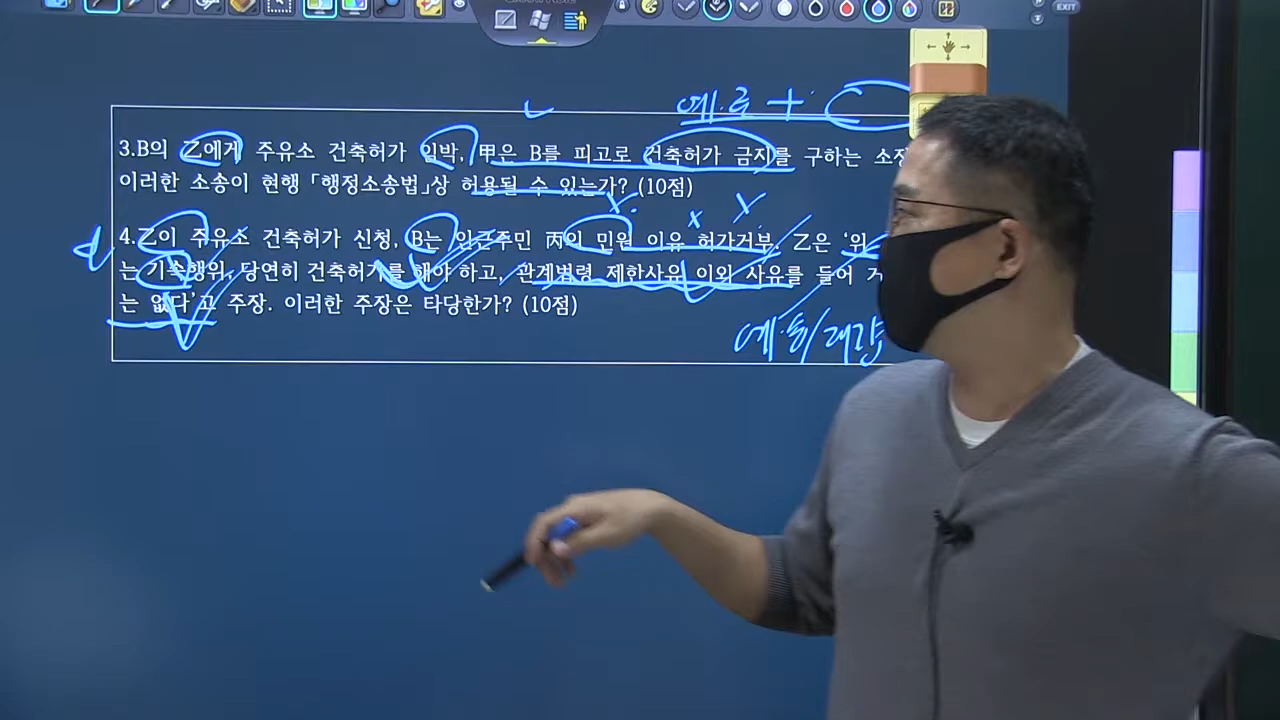 EXIT
예.로 +
3.B의 乙에게 주유소 건축허가 임박, 甲은 B를 피고로 건축허가 금지를 구하는 소
이러한 소송이 현행 「행정소송법」상 허용될 수 있는가? (10점)
4.乙이 주유소 건축허가 신청, B는 인근주민 丙의 민원 이유 허가거부. 乙은 '위
는 기속행위, 당연히 건축허가를 해야 하고, 관계법령 제한사유 이외 사유를 들어 거
는 없다'고 주장. 이러한 주장은 타당한가? (10점)